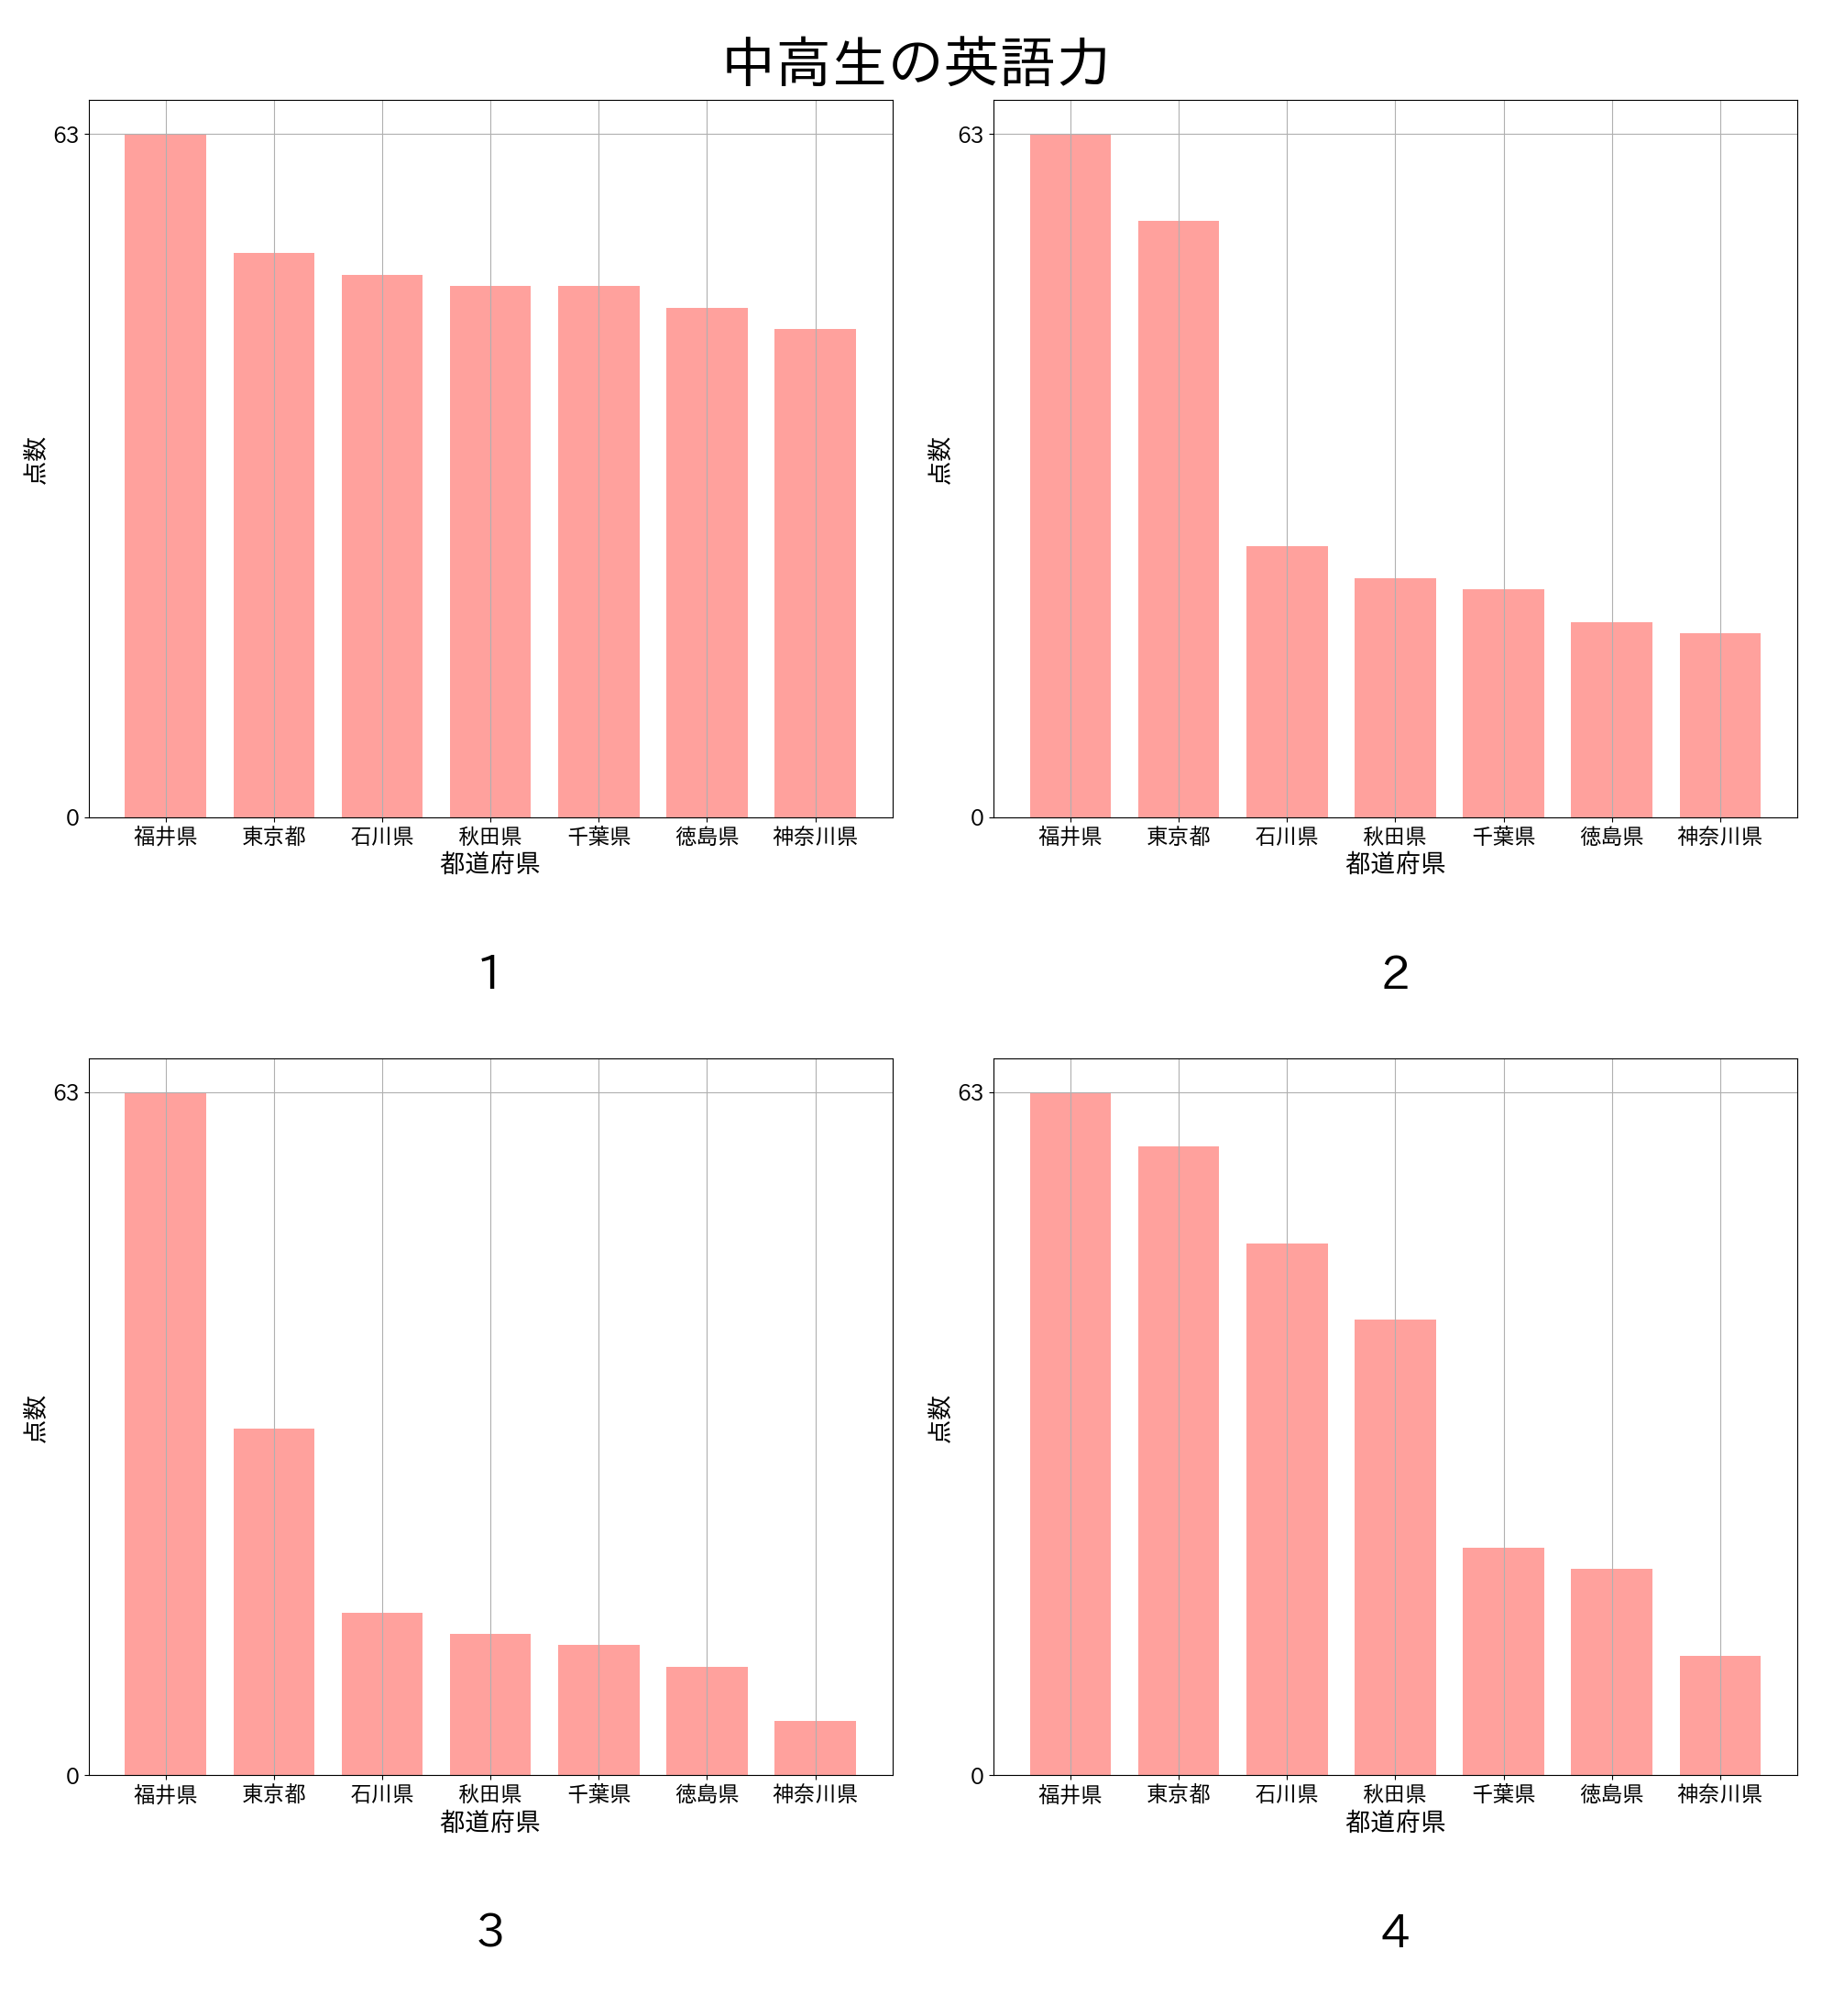 中高生の英語力
63
0
点数
福井県 東京都 石川県 秋田県 千葉県 徳島県 神奈川県
都道府県
1
63
0
点数
福井県 東京都 石川県 秋田県 千葉県 徳島県 神奈川県
都道府県
2
63
0
点数
福井県 東京都 石川県 秋田県 千葉県 徳島県 神奈川県
都道府県
3
63
0
点数
福井県 東京都 石川県 秋田県 千葉県 徳島県 神奈川県
都道府県
4